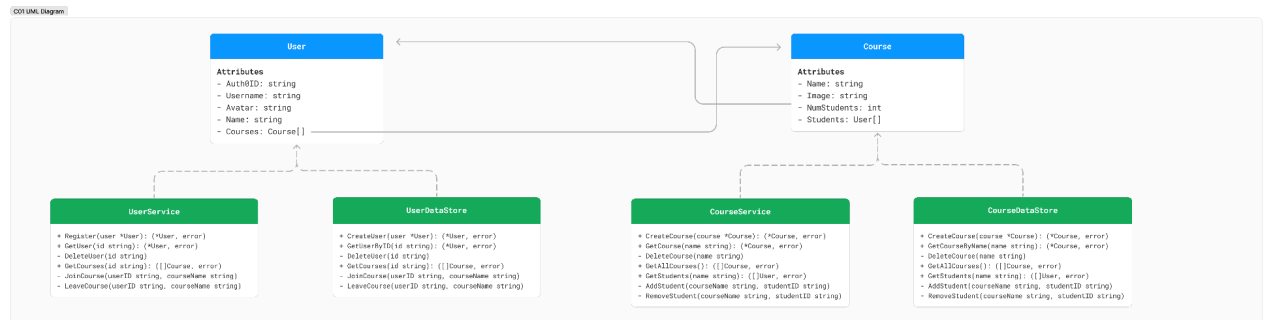 C01 UML Diagram
User
Attributes
- Auth0ID: string
- Username: string
- Avatar: string
- Name: string
- Courses: Course[]
Course
Attributes
- Name: string
- Image: string
- NumStudents: int
- Students: User[]
UserService
+ Register(user *User): (*User, error)
+ GetUser(id string): (*User, error)
- DeleteUser(id string)
+ GetCourses(id string): ([]Course, error)
- JoinCourse(userID string, courseName string)
- LeaveCourse(userID string, courseName string)
UserDataStore
+ CreateUser(user *User): (*User, error)
+ GetUserByID(id string): (*User, error)
- DeleteUser(id string)
+ GetCourses(id string): ([]Course, error)
- JoinCourse(userID string, courseName string)
- LeaveCourse(userID string, courseName string)
CourseService
+ CreateCourse(course *Course): (*Course, error)
+ GetCourse(name string): (*Course, error)
- DeleteCourse(name string)
+ GetAllCourses(): ([]Course, error)
+ GetStudents(name string): ([]User, error)
- AddStudent(courseName string, studentID string)
- RemoveStudent(courseName string, studentID string)
CourseDataStore
+ CreateCourse(course *Course): (*Course, error)
+ GetCourseByName(name string): (*Course, error)
- DeleteCourse(name string)
+ GetAllCourses(): ([]Course, error)
+ GetStudents(name string): ([]User, error)
- AddStudent(courseName string, studentID string)
- RemoveStudent(courseName string, studentID string)